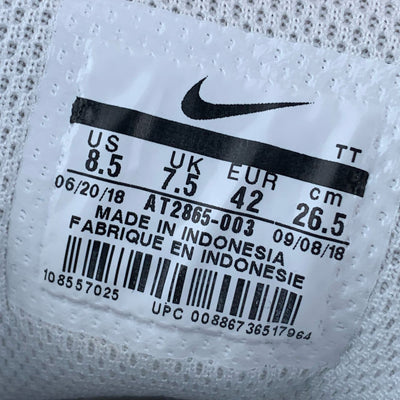 TT
US UK EUR cm
8.5 7.5 42 26.5
06/20/18 AT2865-003 09/08/18
MADE IN INDONESIA
FABRIQUE EN INDONESIE
108557025
UPC 00886736517964